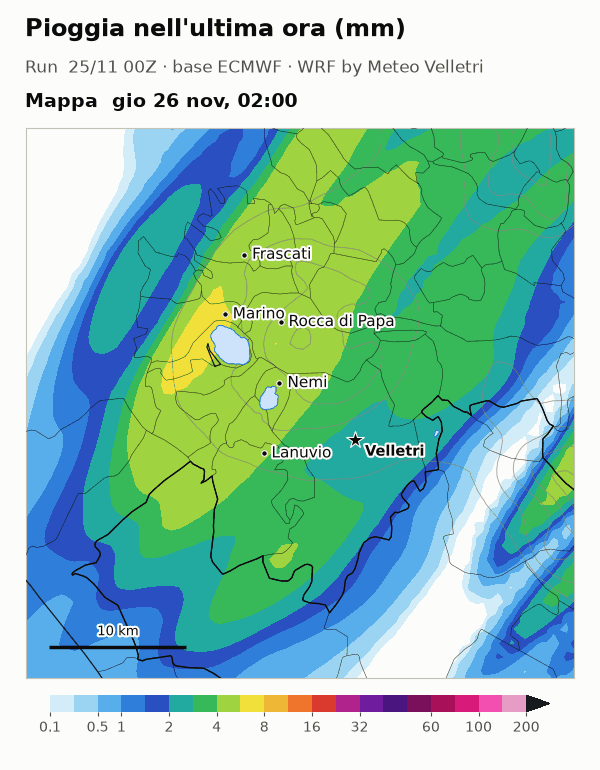 Pioggia nell'ultima ora (mm)
Run  25/11 00Z · base ECMWF · WRF by Meteo Velletri
Mappa  gio 26 nov, 02:00
Frascati
Marino
Rocca di Papa
Nemi
Lanuvio
Velletri
10 km
0.1 0.5 1 2 4 8 16 32 60 100 200